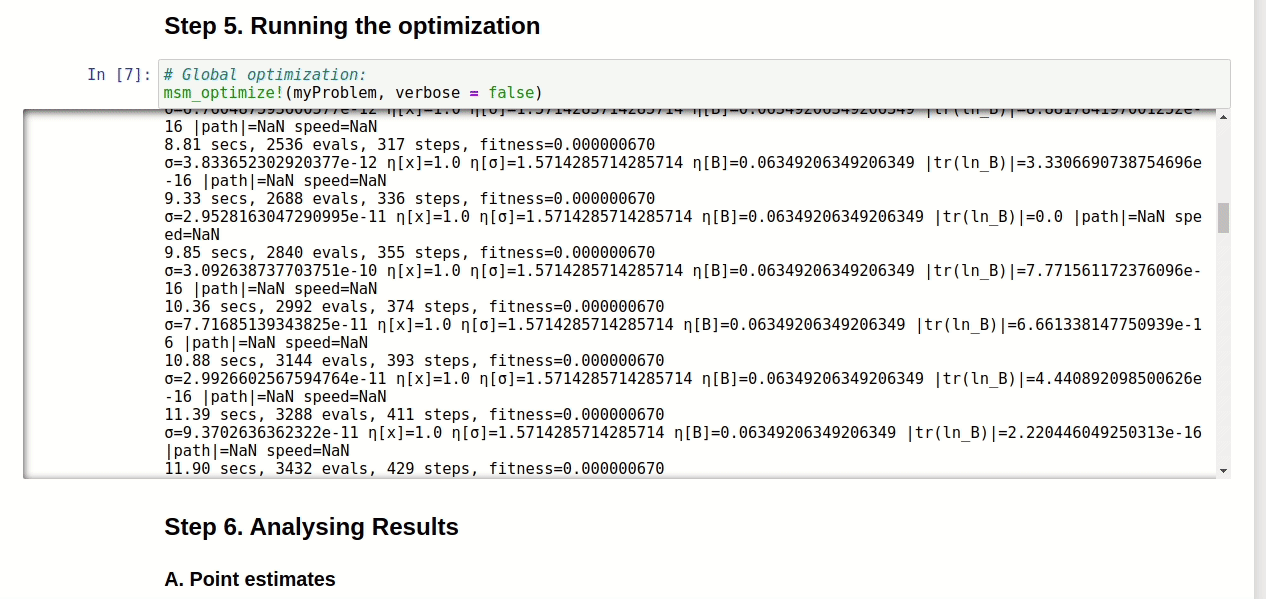 Step 5. Running the optimization
In [7]:
# Global optimization:
msm_optimize!(myProblem, verbose = false)
16 |path|=NaN speed=NaN
8.81 secs, 2536 evals, 317 steps, fitness=0.000000670
σ=3.833652302920377e-12 η[x]=1.0 η[σ]=1.5714285714285714 η[B]=0.06349206349206349 |tr(ln_B)|=3.3306690738754696e
-16 |path|=NaN speed=NaN
9.33 secs, 2688 evals, 336 steps, fitness=0.000000670
σ=2.9528163047290995e-11 η[x]=1.0 η[σ]=1.5714285714285714 η[B]=0.06349206349206349 |tr(ln_B)|=0.0 |path|=NaN spe
ed=NaN
9.85 secs, 2840 evals, 355 steps, fitness=0.000000670
σ=3.092638737703751e-10 η[x]=1.0 η[σ]=1.5714285714285714 η[B]=0.06349206349206349 |tr(ln_B)|=7.771561172376096e-
16 |path|=NaN speed=NaN
10.36 secs, 2992 evals, 374 steps, fitness=0.000000670
σ=7.71685139343825e-11 η[x]=1.0 η[σ]=1.5714285714285714 η[B]=0.06349206349206349 |tr(ln_B)|=6.661338147750939e-1
6 |path|=NaN speed=NaN
10.88 secs, 3144 evals, 393 steps, fitness=0.000000670
σ=2.9926602567594764e-11 η[x]=1.0 η[σ]=1.5714285714285714 η[B]=0.06349206349206349 |tr(ln_B)|=4.440892098500626e
-16 |path|=NaN speed=NaN
11.39 secs, 3288 evals, 411 steps, fitness=0.000000670
σ=9.3702636362322e-11 η[x]=1.0 η[σ]=1.5714285714285714 η[B]=0.06349206349206349 |tr(ln_B)|=2.220446049250313e-16
|path|=NaN speed=NaN
11.90 secs, 3432 evals, 429 steps, fitness=0.000000670
Step 6. Analysing Results
A. Point estimates